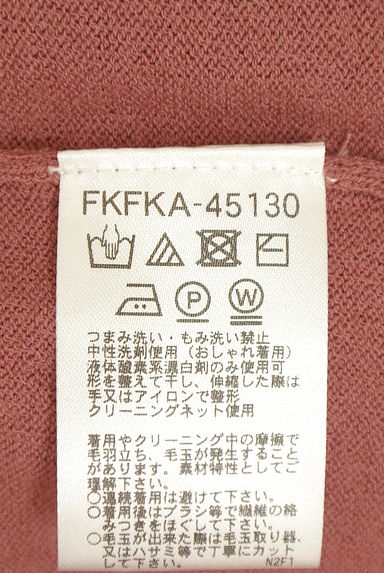 FKFKA-45130
P
W
つまみ洗い・もみ洗い禁止
中性洗剤使用（おしゃれ着用）
液体酸素系漂白剤のみ使用可
形を整えて干し、伸縮した際は
手又はアイロンで整形
クリーニングネット使用
着用やクリーニング中の摩擦で
毛羽立ち、毛玉が発生すること
があります。素材特性としてご
理解下さい。
○連続着用は避けて下さい。
○着用後はブラシ等で繊維の絡
みつきをほぐして下さい。
○毛玉が出来た際は毛玉取り器、
又はハサミ等で丁寧にカット
して下さい。
N2F1